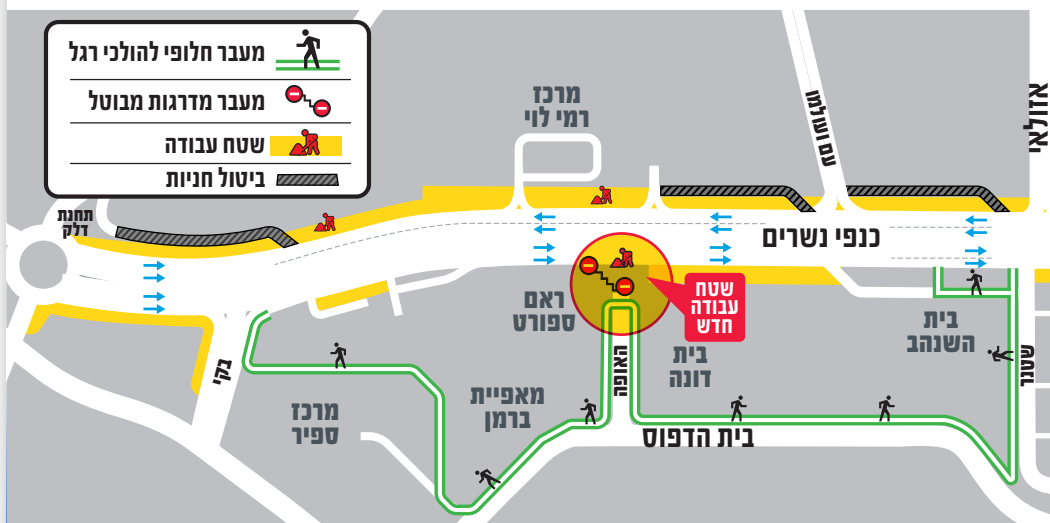 מעבר חלופי להולכי רגל
מעבר מדרגות מבוטל
שטח עבודה
ביטול חניות
תחנת
דלק
מרכז
רמי לוי
עם ועולמו
אזולאי
כנפי נשרים
שטח
עבודה
חדש
ראם
ספורט
האופה
בית
דונה
בית
השנהב
שטנר
בקי
מרכז
ספיר
מאפיית
ברמן
בית הדפוס